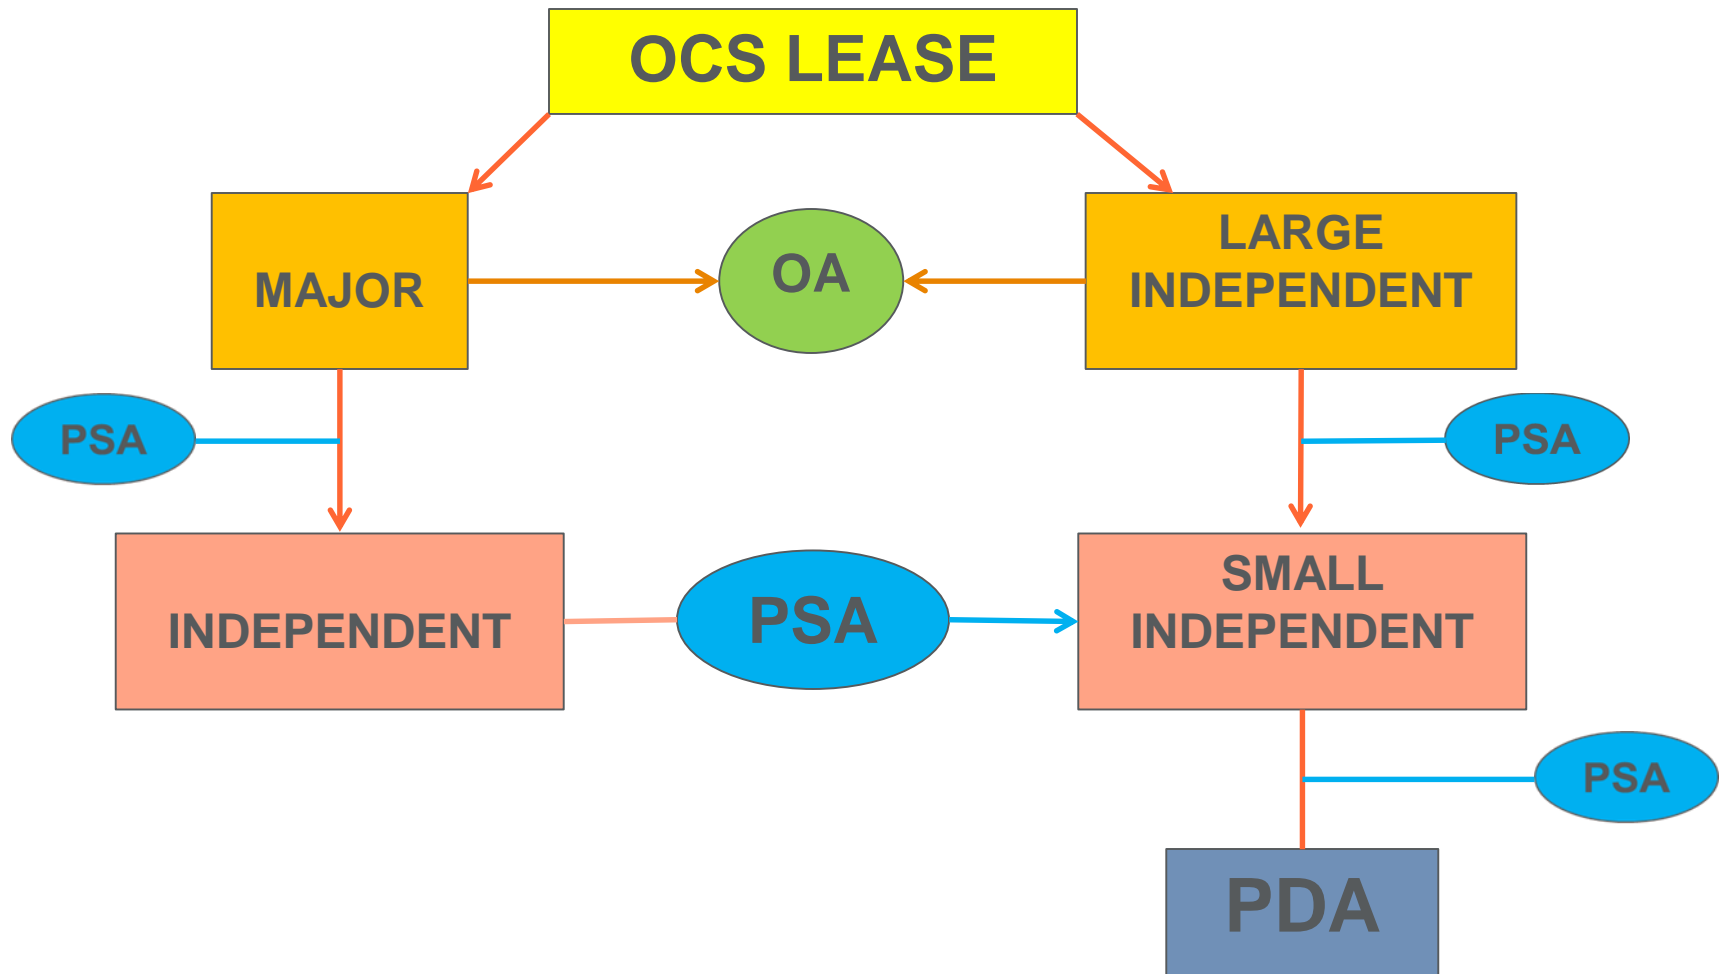 OCS LEASE
MAJOR
OA
LARGE
INDEPENDENT
PSA
PSA
INDEPENDENT
PSA
SMALL
INDEPENDENT
PSA
PDA